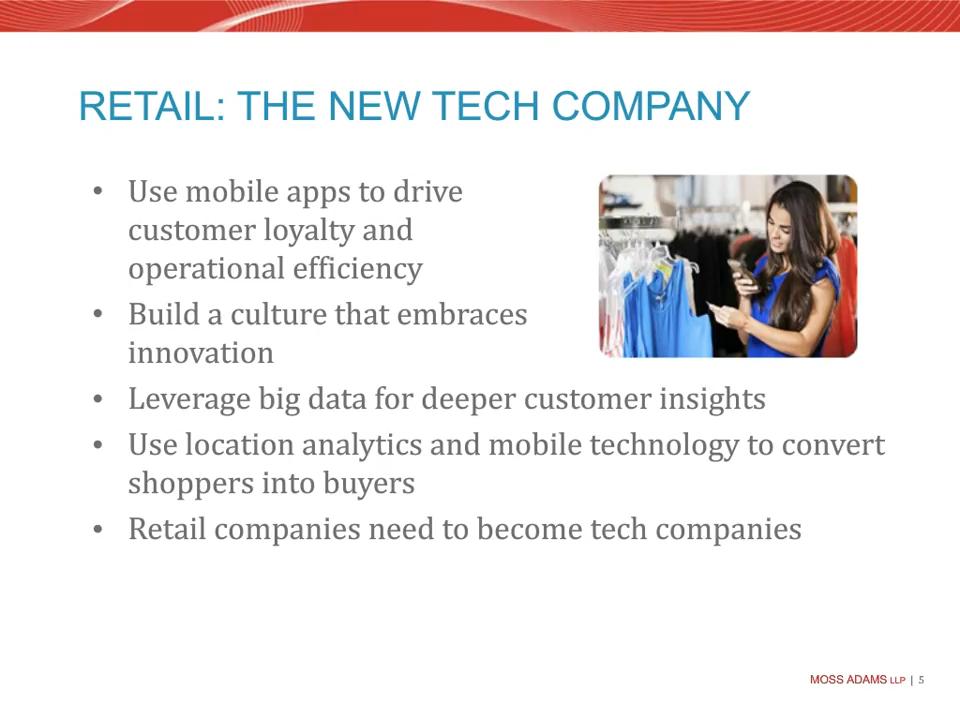 RETAIL: THE NEW TECH COMPANY
• Use mobile apps to drive
customer loyalty and
operational efficiency
• Build a culture that embraces
innovation
• Leverage big data for deeper customer insights
• Use location analytics and mobile technology to convert
shoppers into buyers
• Retail companies need to become tech companies
MOSS ADAMS LLP | 5